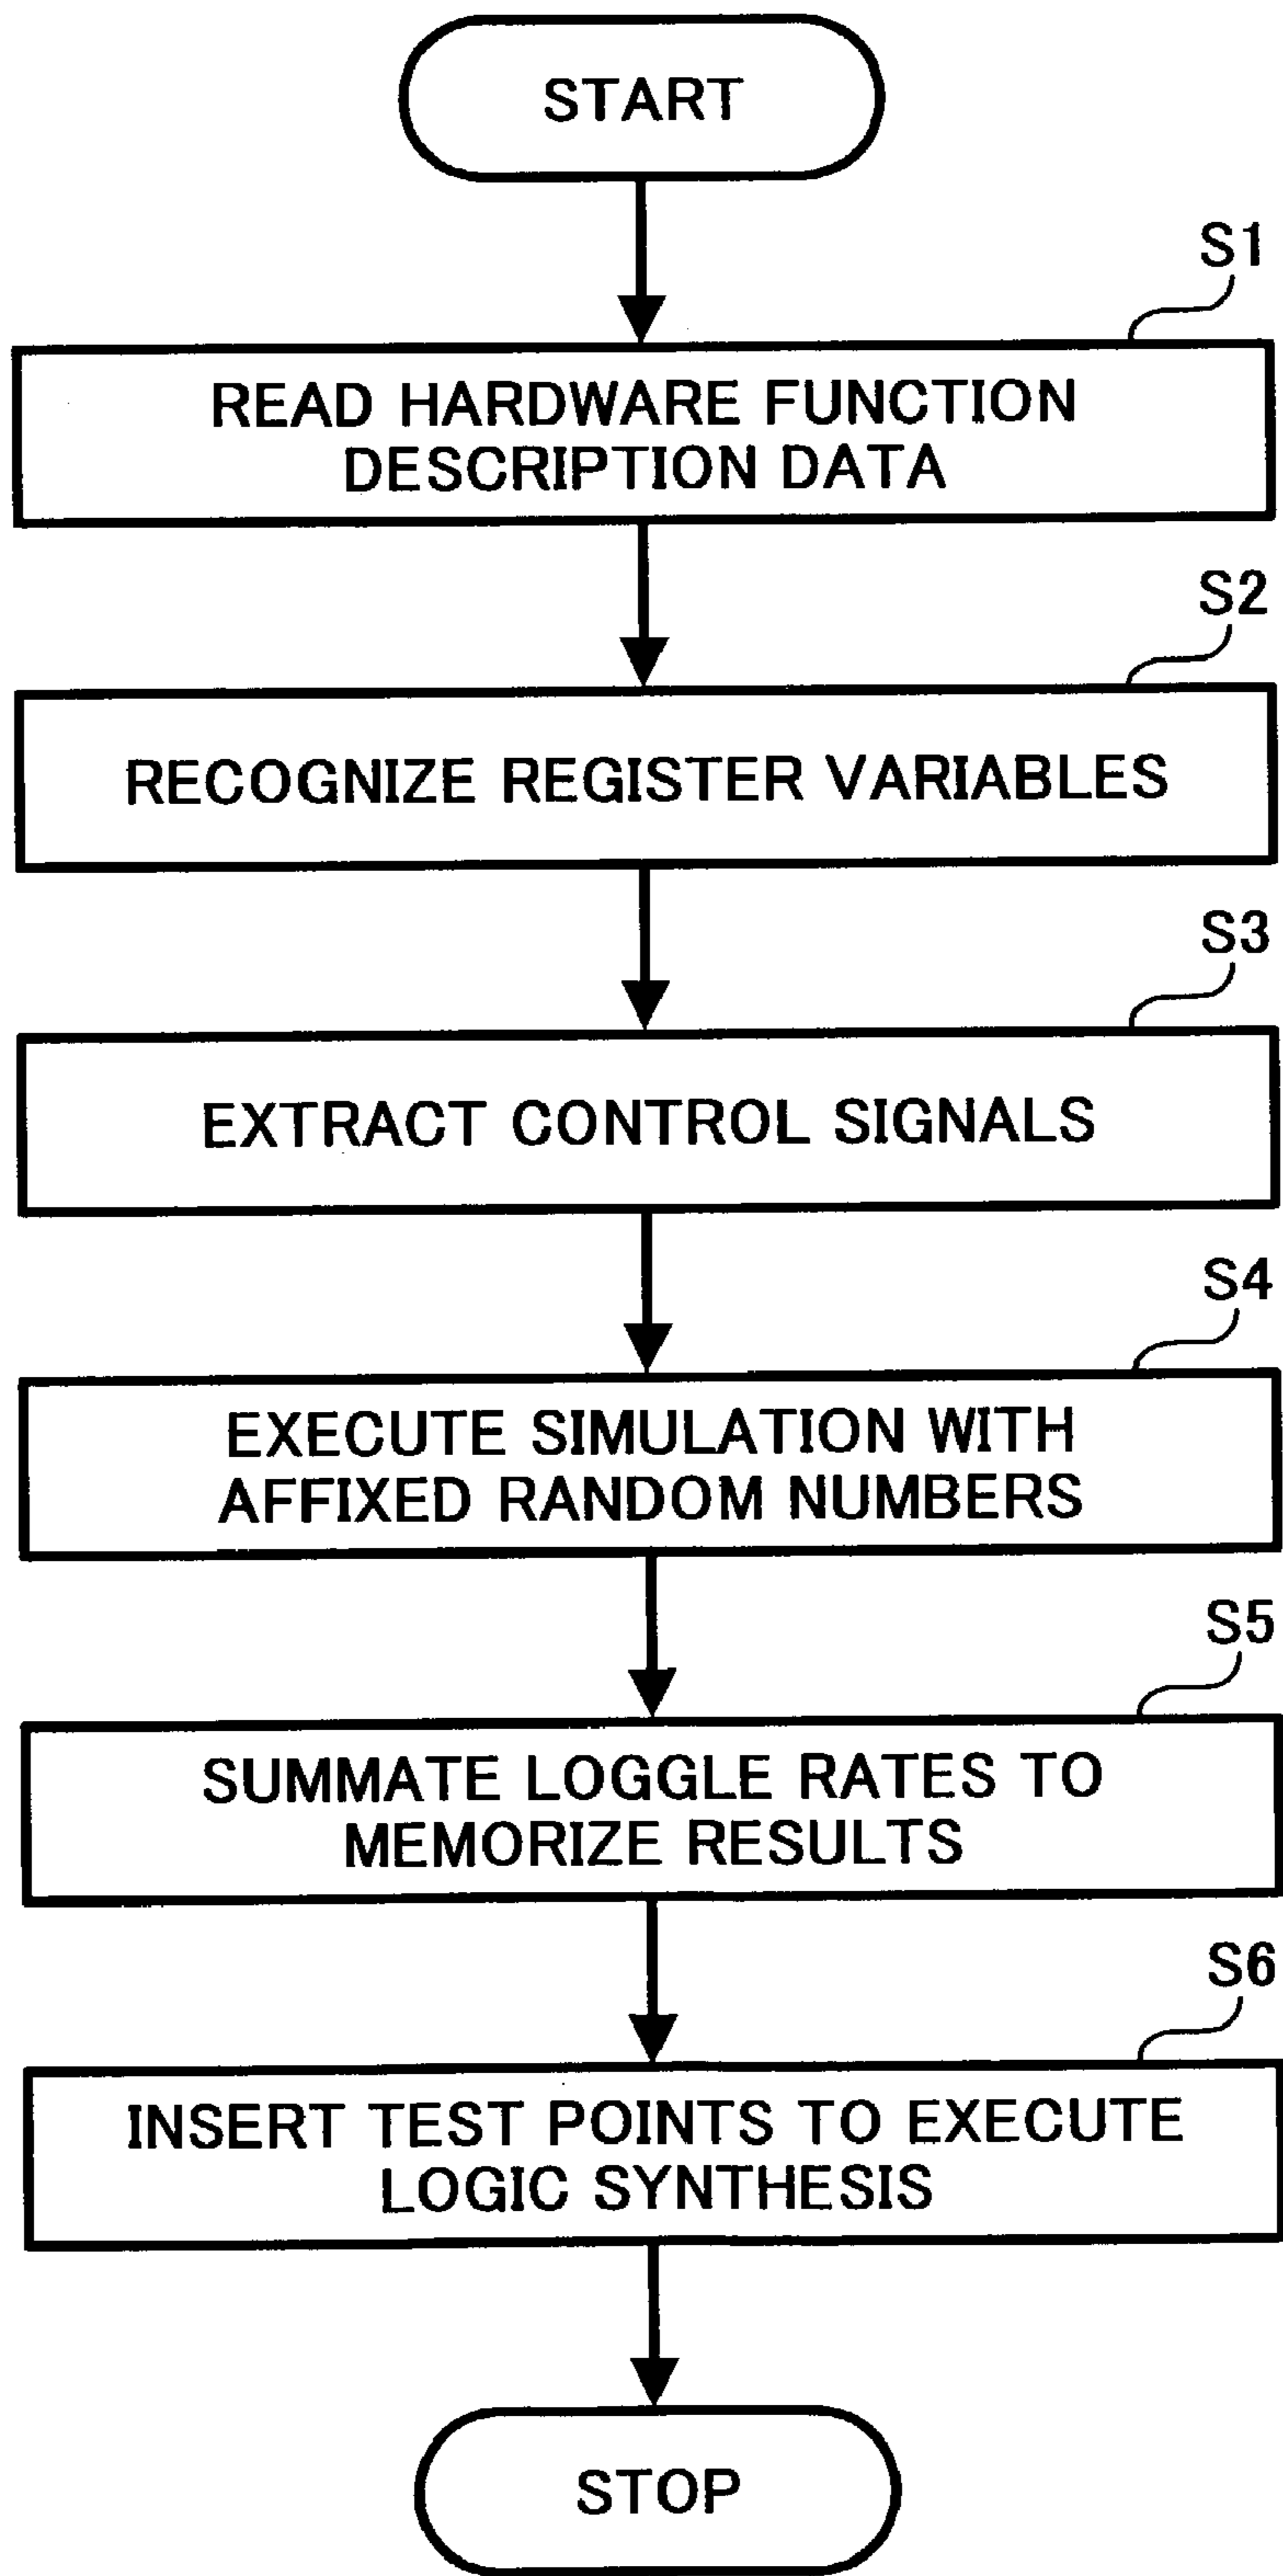 START
S1
READ HARDWARE FUNCTION
DESCRIPTION DATA
S2
RECOGNIZE REGISTER VARIABLES
S3
EXTRACT CONTROL SIGNALS
S4
EXECUTE SIMULATION WITH
AFFIXED RANDOM NUMBERS
S5
SUMMATE LOGGLE RATES TO
MEMORIZE RESULTS
S6
INSERT TEST POINTS TO EXECUTE
LOGIC SYNTHESIS
STOP